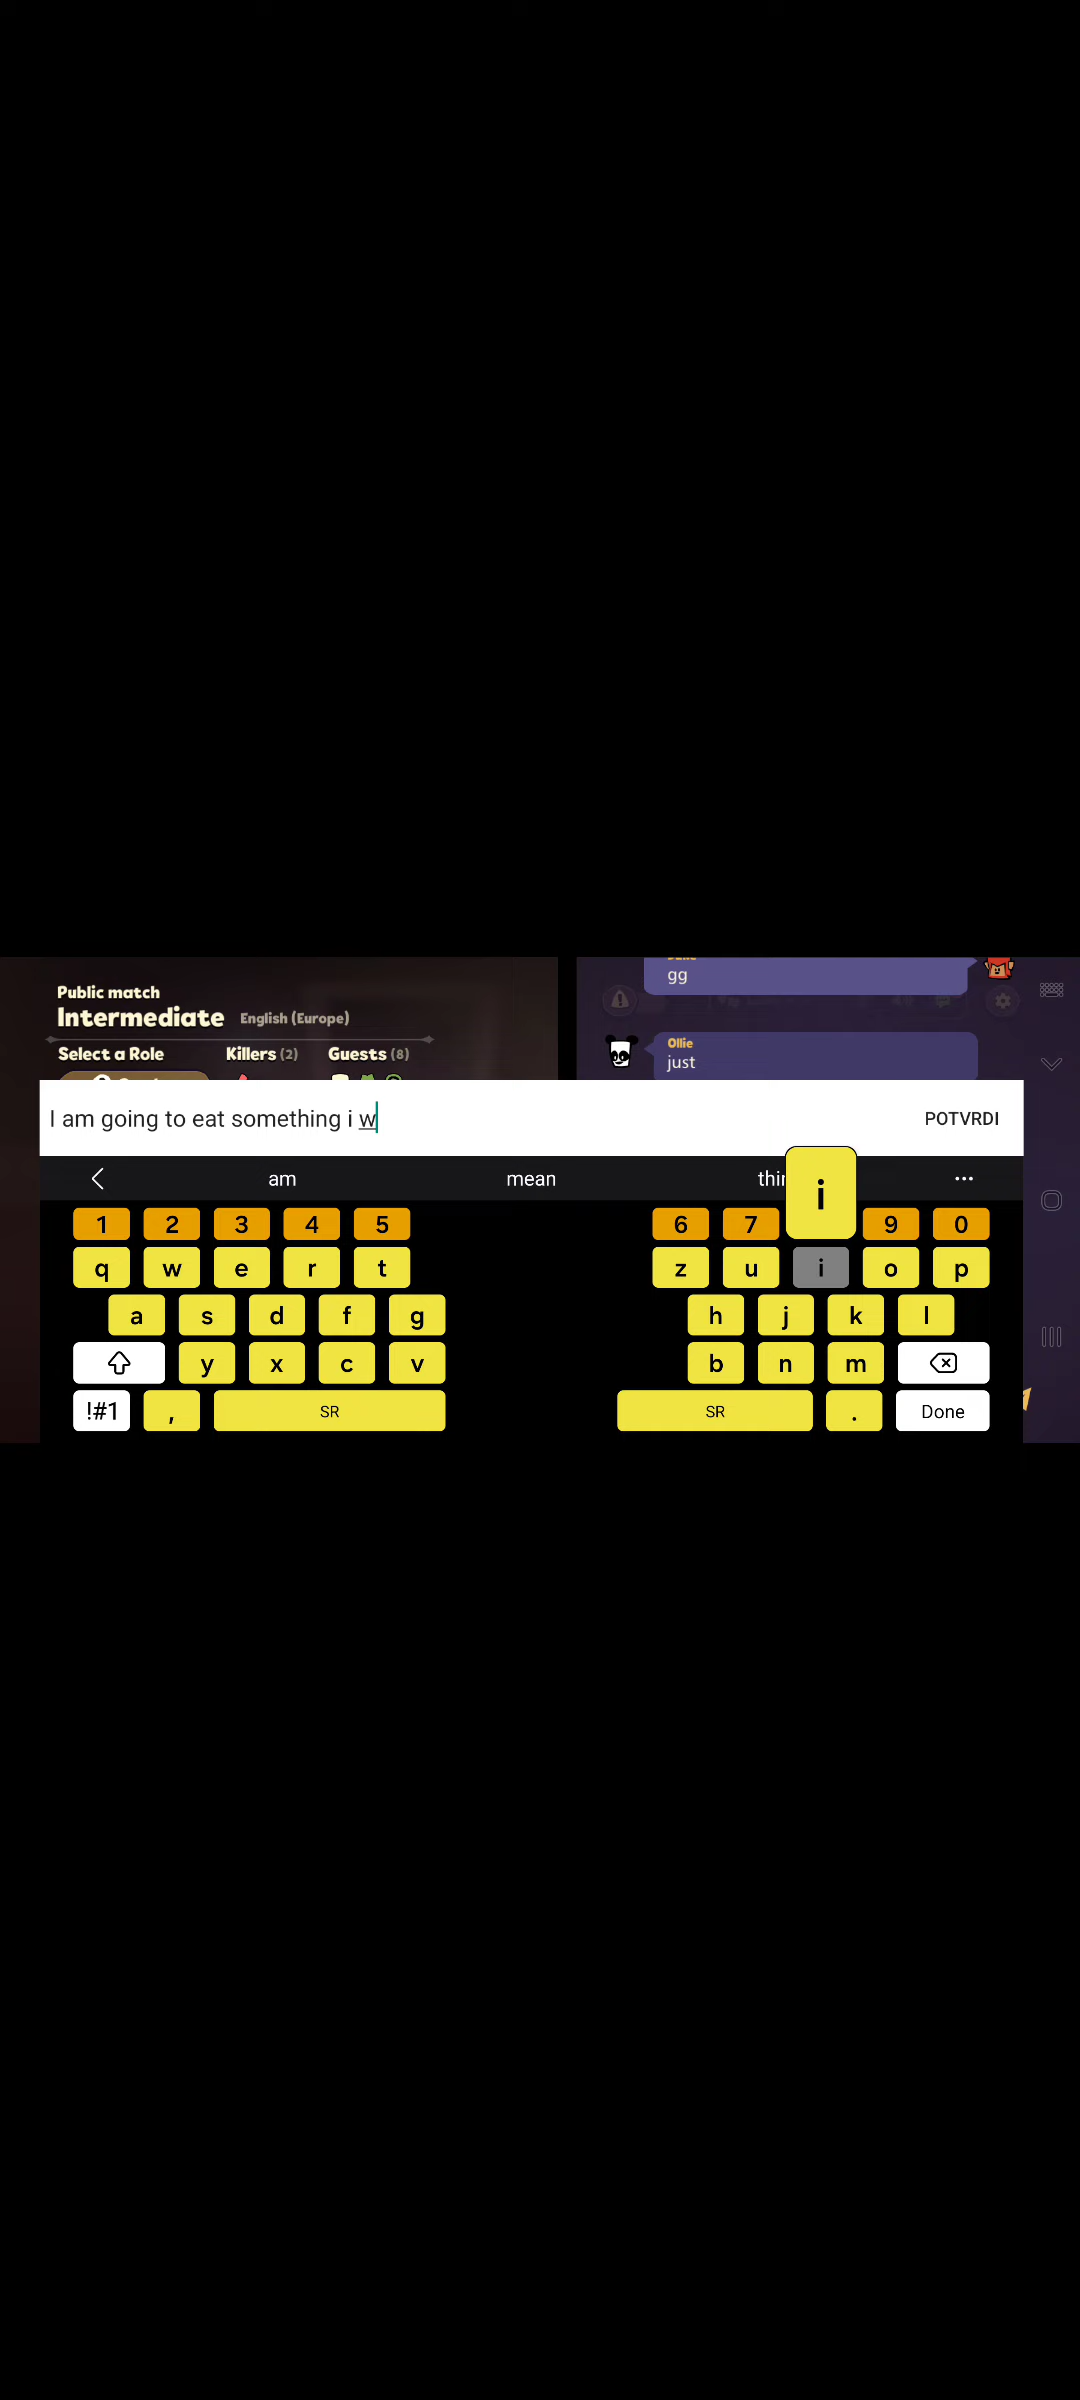 gg
Public match
Intermediate English (Europe)
Ollie
Select a Role Killers (2) Guests (8)
just
I am going to eat something i w
POTVRDI
am mean
i
1 2 3 4 5 6 7 9 0
q w e r t z u i o p
a s d f g h j k l
y x c v b n m
!#1 , SR SR . Done